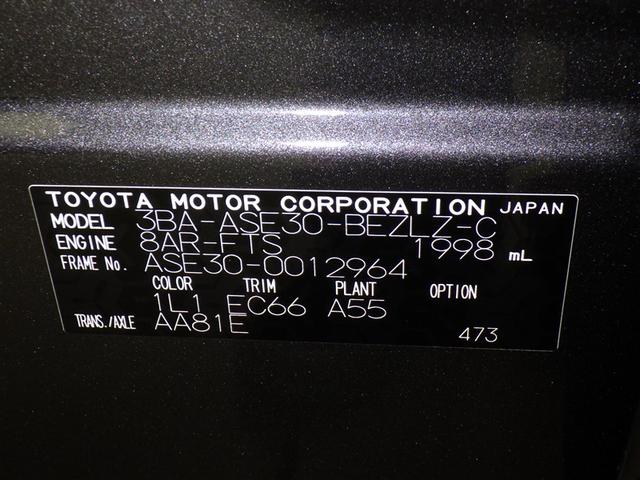 TOYOTA MOTOR CORPORATION JAPAN
MODEL 3BA-ASE30-BEZLZ-C
ENGINE 8AR-FTS 1998 mL
FRAME No. ASE30-0012964
COLOR TRIM PLANT OPTION
1L1 EC66 A55
TRANS./AXLE AA81E
473